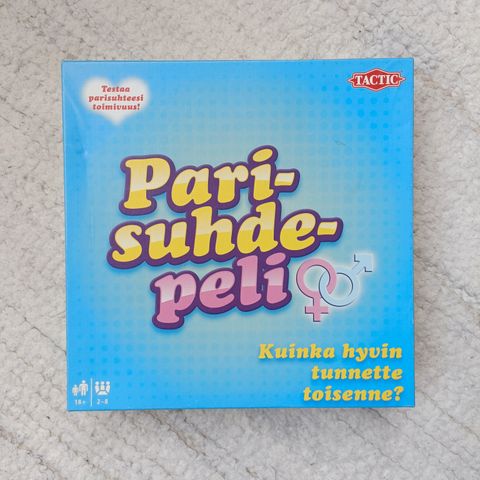 Testaa
parisuhteesi
toimivuus!
TACTIC
Pari-
suhde-
peli
Kuinka hyvin
tunnette
toisenne?
18+
2-8